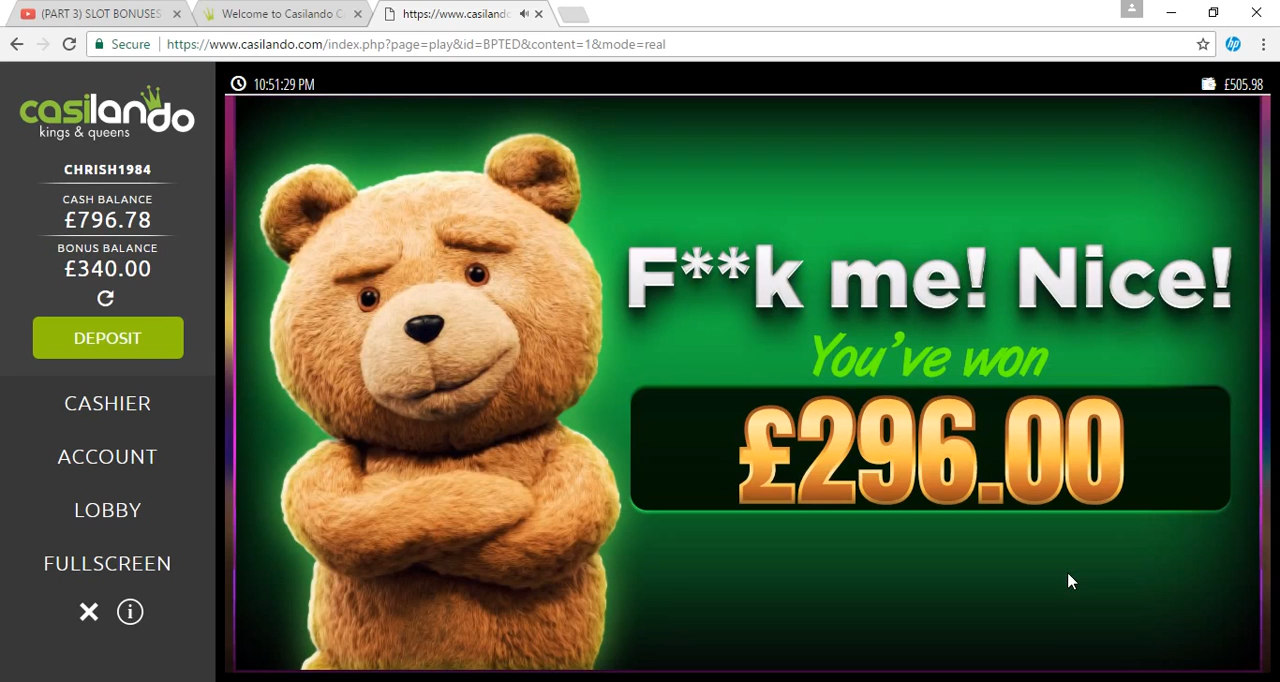 (PART 3) SLOT BONUSES
Welcome to Casilando C
https://www.casilando
Secure
https://www.casilando.com/index.php?page=play&id=BPTED&content=1&mode=real
hp
10:51:29 PM
£505.98
casilando
kings & queens
CHRISH1984
CASH BALANCE
£796.78
BONUS BALANCE
£340.00
DEPOSIT
CASHIER
ACCOUNT
LOBBY
FULLSCREEN
i
F**k me! Nice!
You've won
£296.00